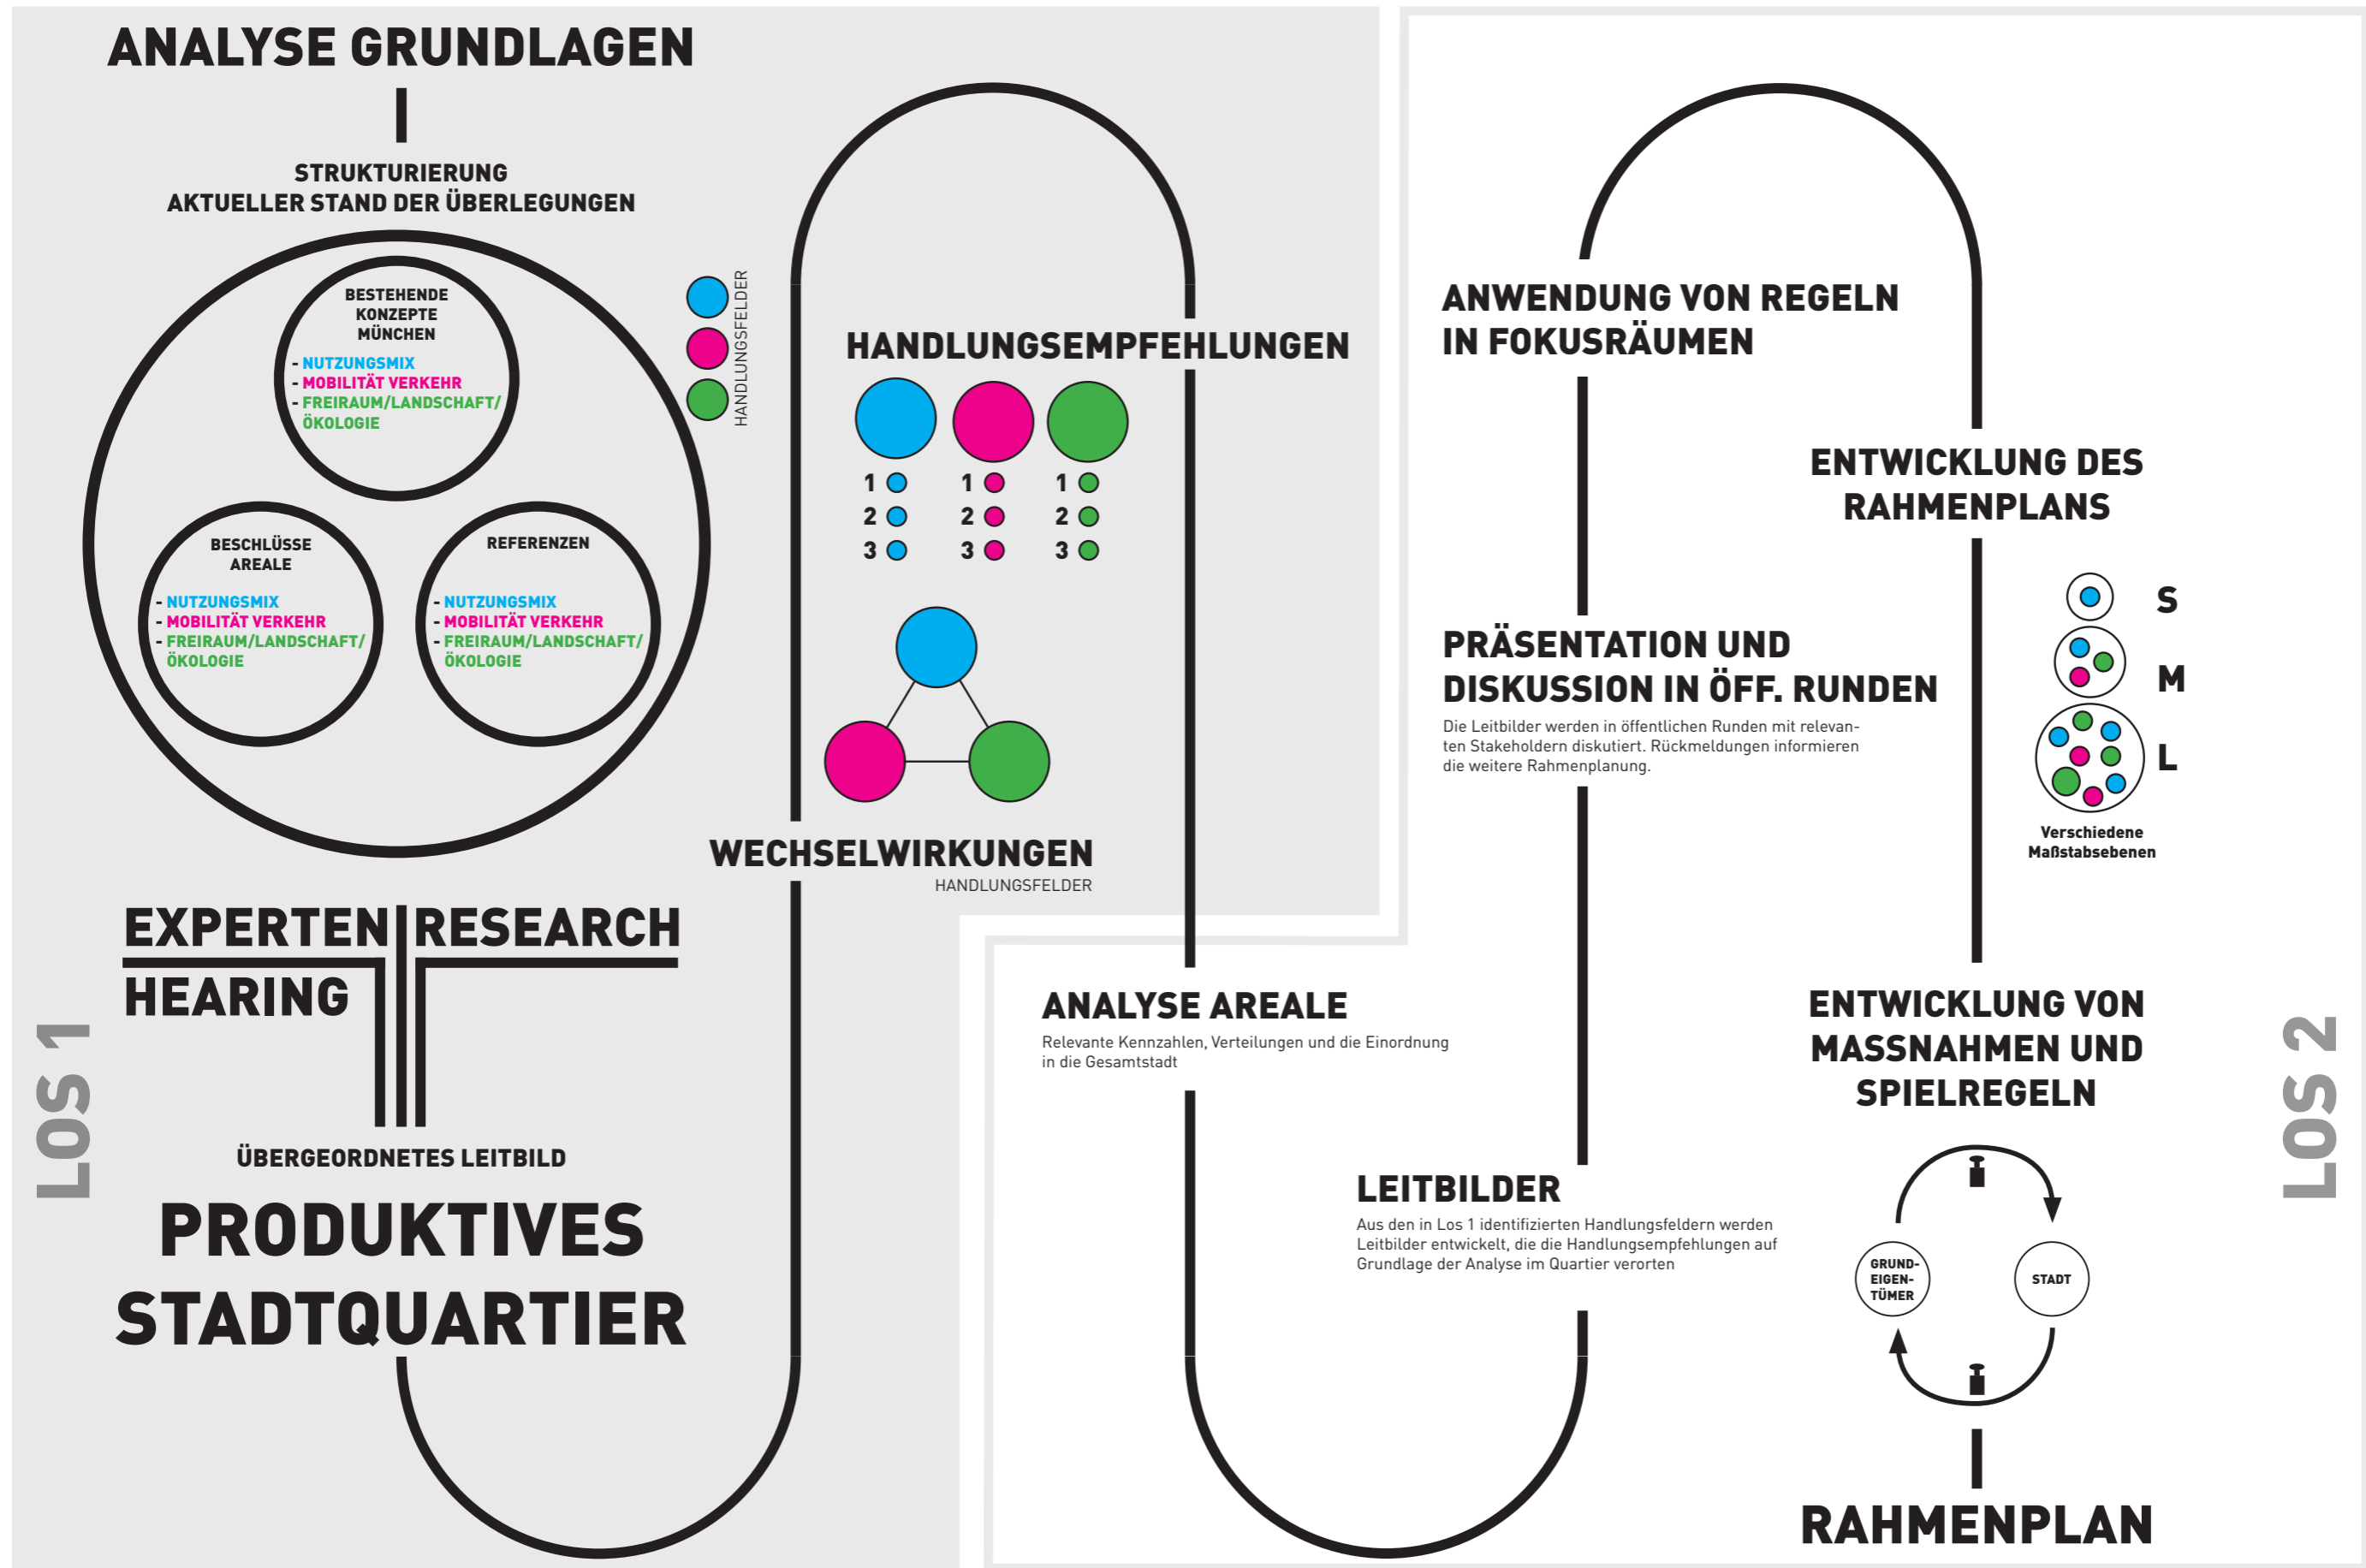 ANALYSE GRUNDLAGEN
STRUKTURIERUNG
AKTUELLER STAND DER ÜBERLEGUNGEN
BESTEHENDE
KONZEPTE
MÜNCHEN
- NUTZUNGSMIX
- MOBILITÄT VERKEHR
- FREIRAUM/LANDSCHAFT/
ÖKOLOGIE
HANDLUNGSFELDER
BESCHLÜSSE
AREALE
- NUTZUNGSMIX
- MOBILITÄT VERKEHR
- FREIRAUM/LANDSCHAFT/
ÖKOLOGIE
REFERENZEN
- NUTZUNGSMIX
- MOBILITÄT VERKEHR
- FREIRAUM/LANDSCHAFT/
ÖKOLOGIE
EXPERTEN RESEARCH
HEARING
LOS 1
ÜBERGEORDNETES LEITBILD
PRODUKTIVES
STADTQUARTIER
WECHSELWIRKUNGEN
HANDLUNGSFELDER
HANDLUNGSEMPFEHLUNGEN
1 1 1
2 2 2
3 3 3
ANALYSE AREALE
Relevante Kennzahlen, Verteilungen und die Einordnung
in die Gesamtstadt
LEITBILDER
Aus den in Los 1 identifizierten Handlungsfeldern werden
Leitbilder entwickelt, die die Handlungsempfehlungen auf
Grundlage der Analyse im Quartier verorten
PRÄSENTATION UND
DISKUSSION IN ÖFF. RUNDEN
Die Leitbilder werden in öffentlichen Runden mit relevan-
ten Stakeholdern diskutiert. Rückmeldungen informieren
die weitere Rahmenplanung.
ANWENDUNG VON REGELN
IN FOKUSRÄUMEN
ENTWICKLUNG DES
RAHMENPLANS
S
M
L
Verschiedene
Maßstabsebenen
ENTWICKLUNG VON
MASSNAHMEN UND
SPIELREGELN
GRUND-
EIGEN-
TÜMER
STADT
LOS 2
RAHMENPLAN